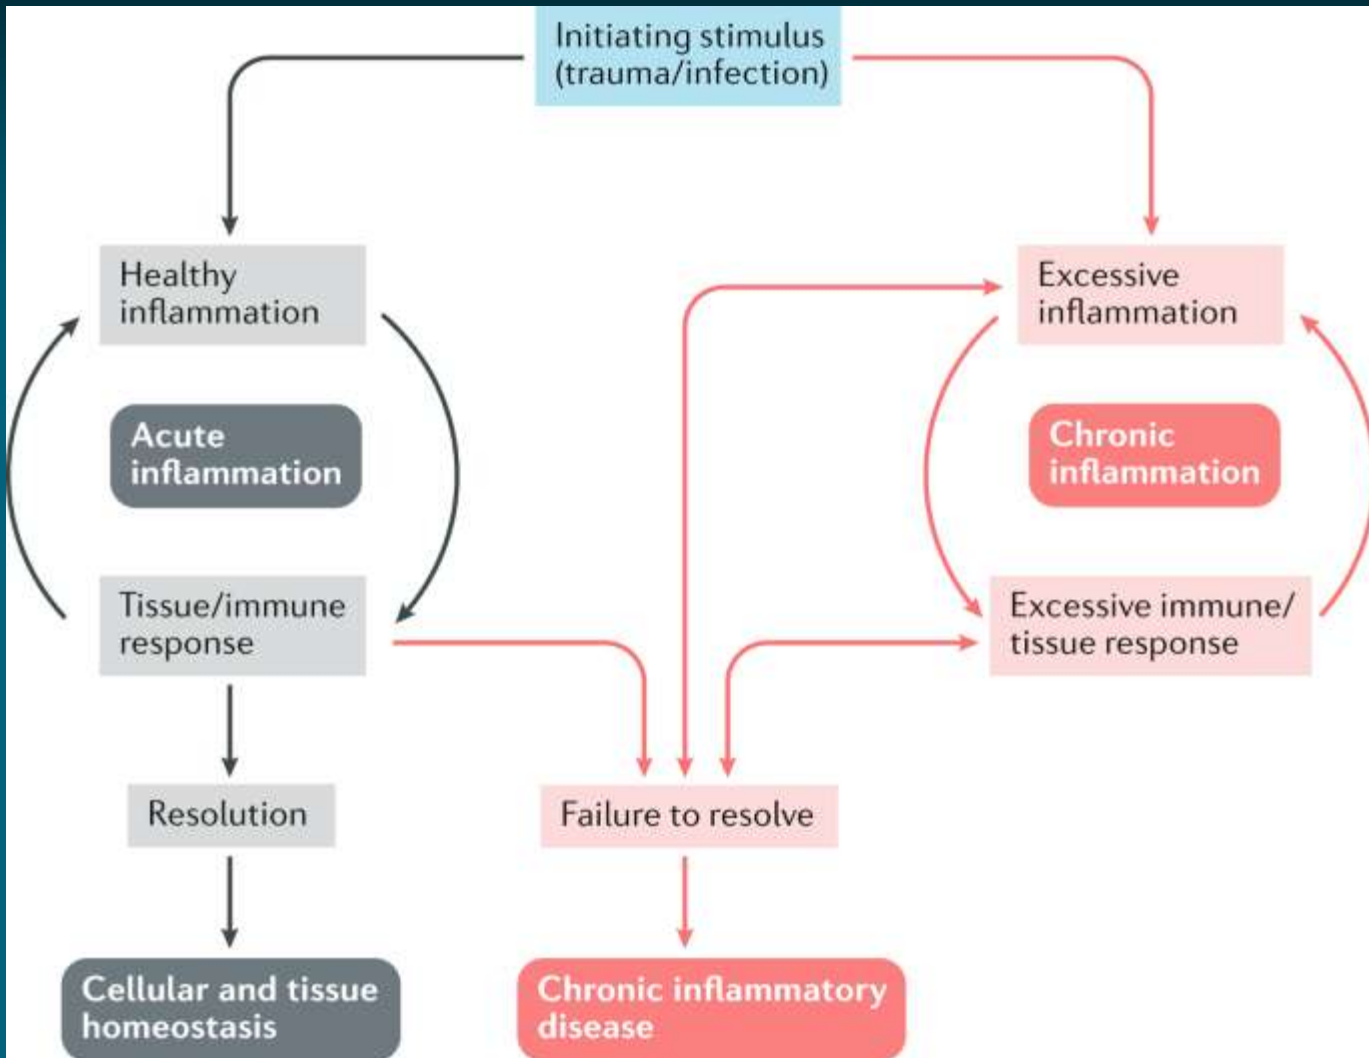 Initiating stimulus
(trauma/infection)
Healthy
inflammation
Excessive
inflammation
Acute
inflammation
Chronic
inflammation
Tissue/immune
response
Excessive immune/
tissue response
Resolution
Failure to resolve
Cellular and tissue
homeostasis
Chronic inflammatory
disease